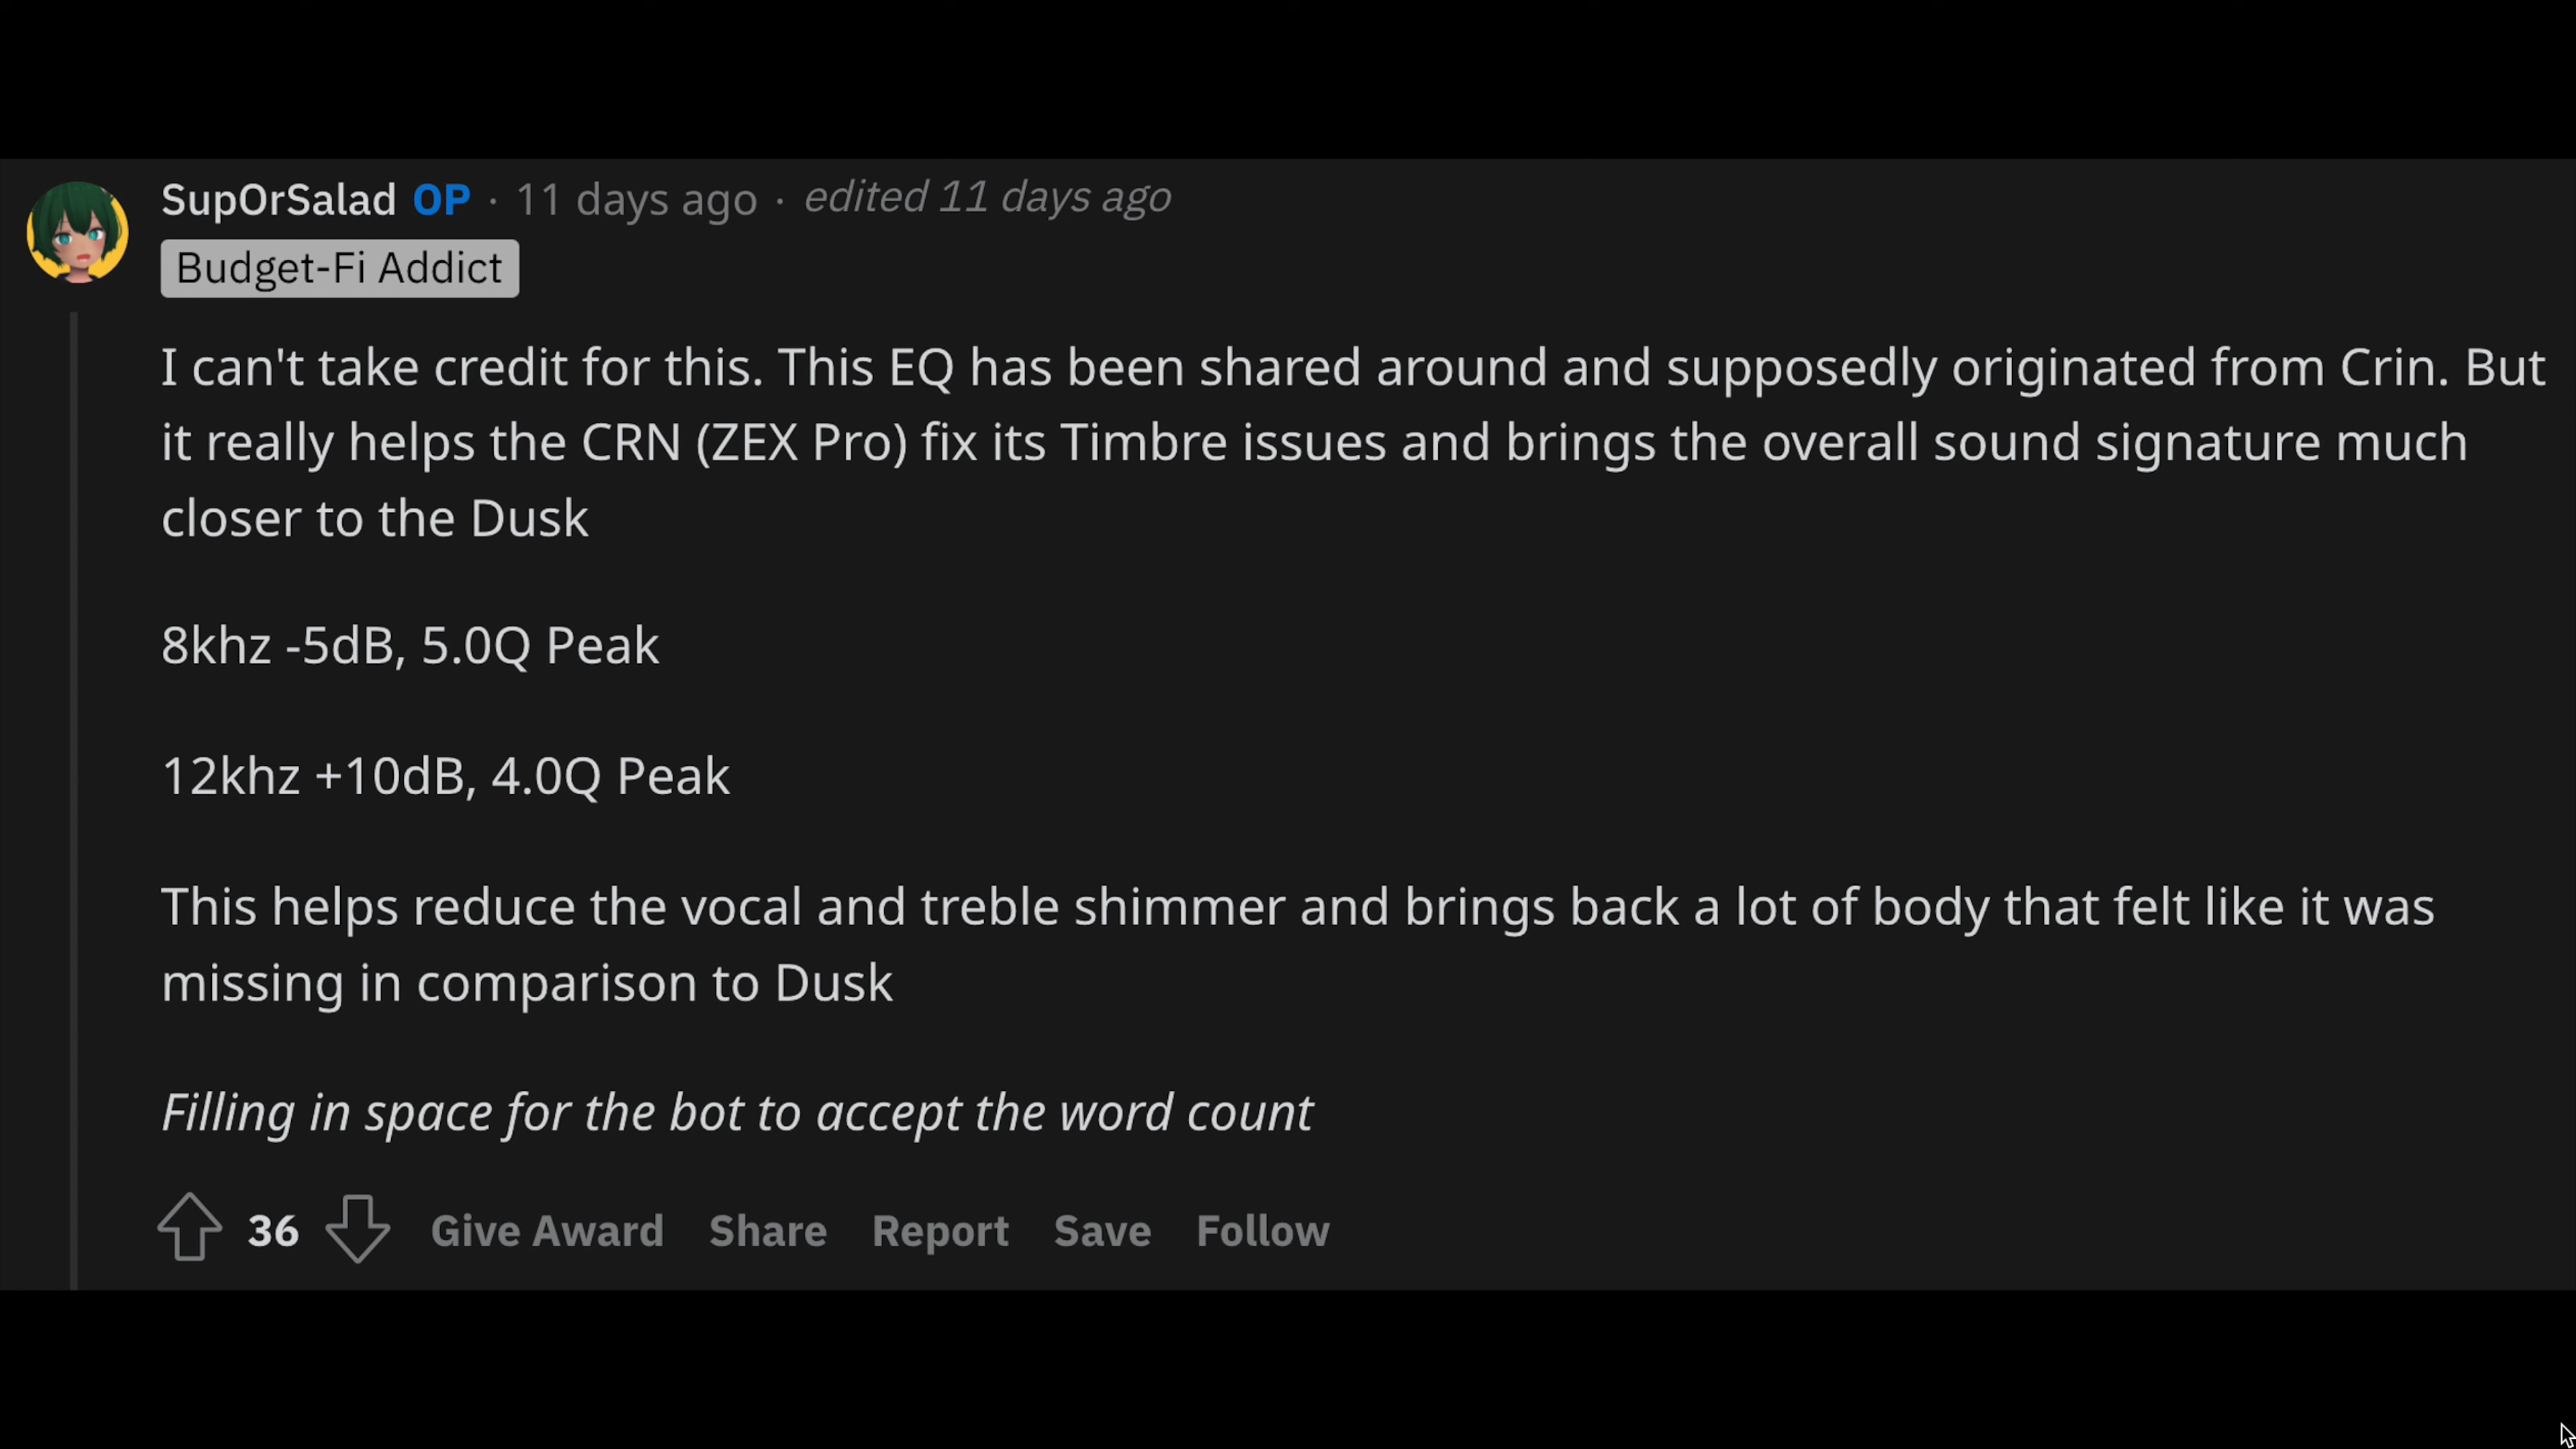 SupOrSalad OP · 11 days ago · edited 11 days ago
Budget-Fi Addict
I can't take credit for this. This EQ has been shared around and supposedly originated from Crin. But
it really helps the CRN (ZEX Pro) fix its Timbre issues and brings the overall sound signature much
closer to the Dusk
8khz -5dB, 5.0Q Peak
12khz +10dB, 4.0Q Peak
This helps reduce the vocal and treble shimmer and brings back a lot of body that felt like it was
missing in comparison to Dusk
Filling in space for the bot to accept the word count
36 Give Award Share Report Save Follow